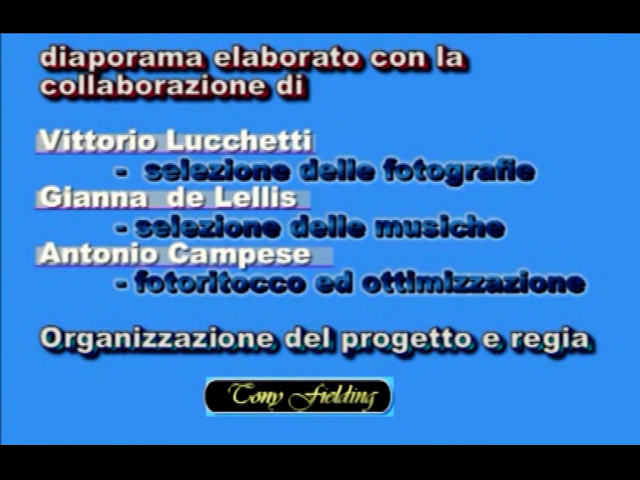 diaporama elaborato con la
collaborazione di
Vittorio Lucchetti
- selezione delle fotografie
Gianna de Lellis
- selezione delle musiche
Antonio Campese
- fotoritocco ed ottimizzazione
Organizzazione del progetto e regia
Tony Fielding